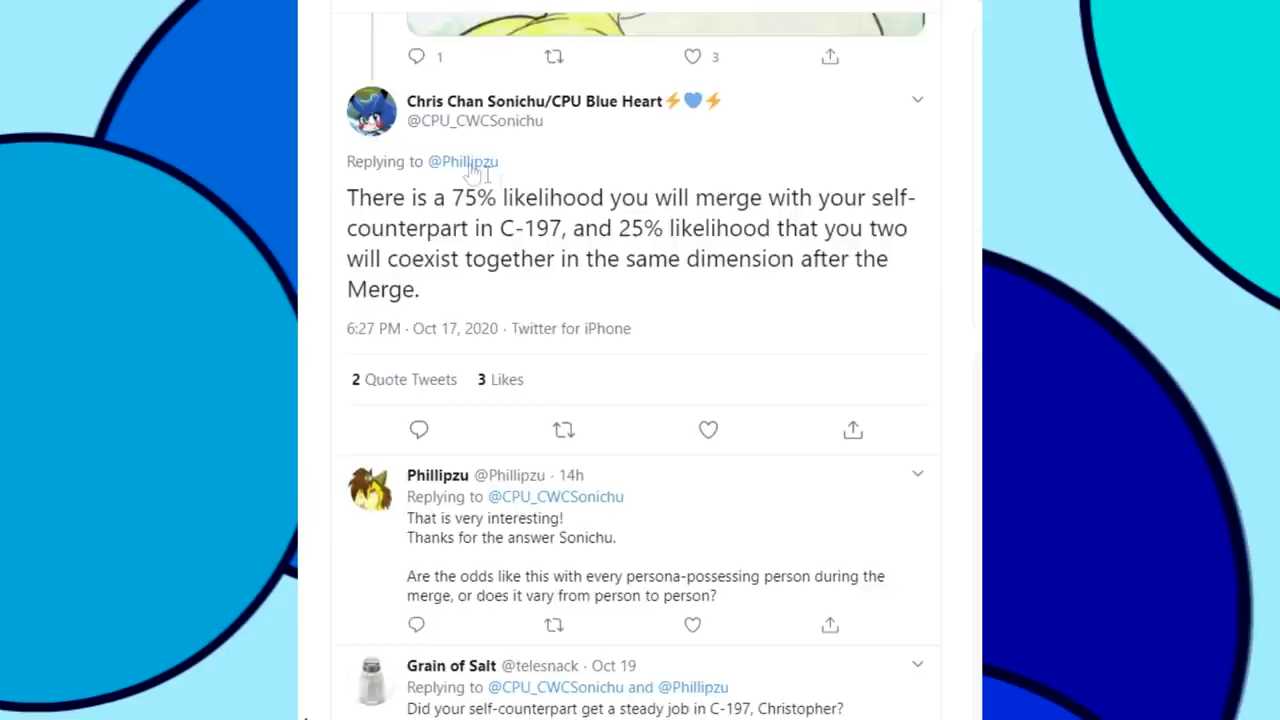 1 3
Chris Chan Sonichu/CPU Blue Heart⚡💙⚡
@CPU_CWCSonichu
Replying to @Phillipzu
There is a 75% likelihood you will merge with your self-
counterpart in C-197, and 25% likelihood that you two
will coexist together in the same dimension after the
Merge.
6:27 PM · Oct 17, 2020 · Twitter for iPhone
2 Quote Tweets 3 Likes
Phillipzu @Phillipzu · 14h
Replying to @CPU_CWCSonichu
That is very interesting!
Thanks for the answer Sonichu.
Are the odds like this with every persona-possessing person during the
merge, or does it vary from person to person?
Grain of Salt @telesnack · Oct 19
Replying to @CPU_CWCSonichu and @Phillipzu
Did your self-counterpart get a steady job in C-197, Christopher?